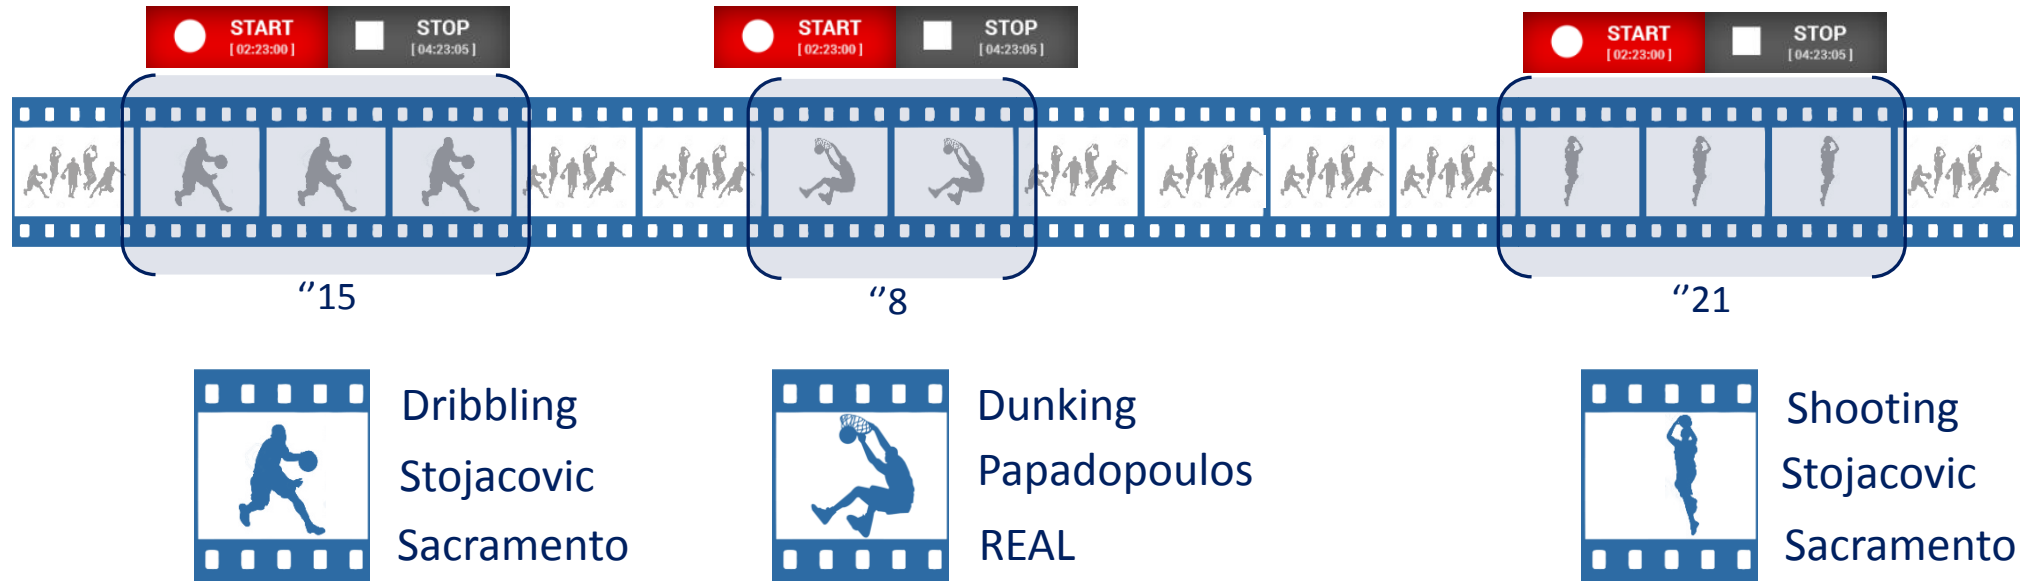 START
[ 02:23:00 ]
STOP
[ 04:23:05 ]
START
[ 02:23:00 ]
STOP
[ 04:23:05 ]
START
[ 02:23:00 ]
STOP
[ 04:23:05 ]
‘’15
‘’8
‘’21
Dribbling
Stojacovic
Sacramento
Dunking
Papadopoulos
REAL
Shooting
Stojacovic
Sacramento